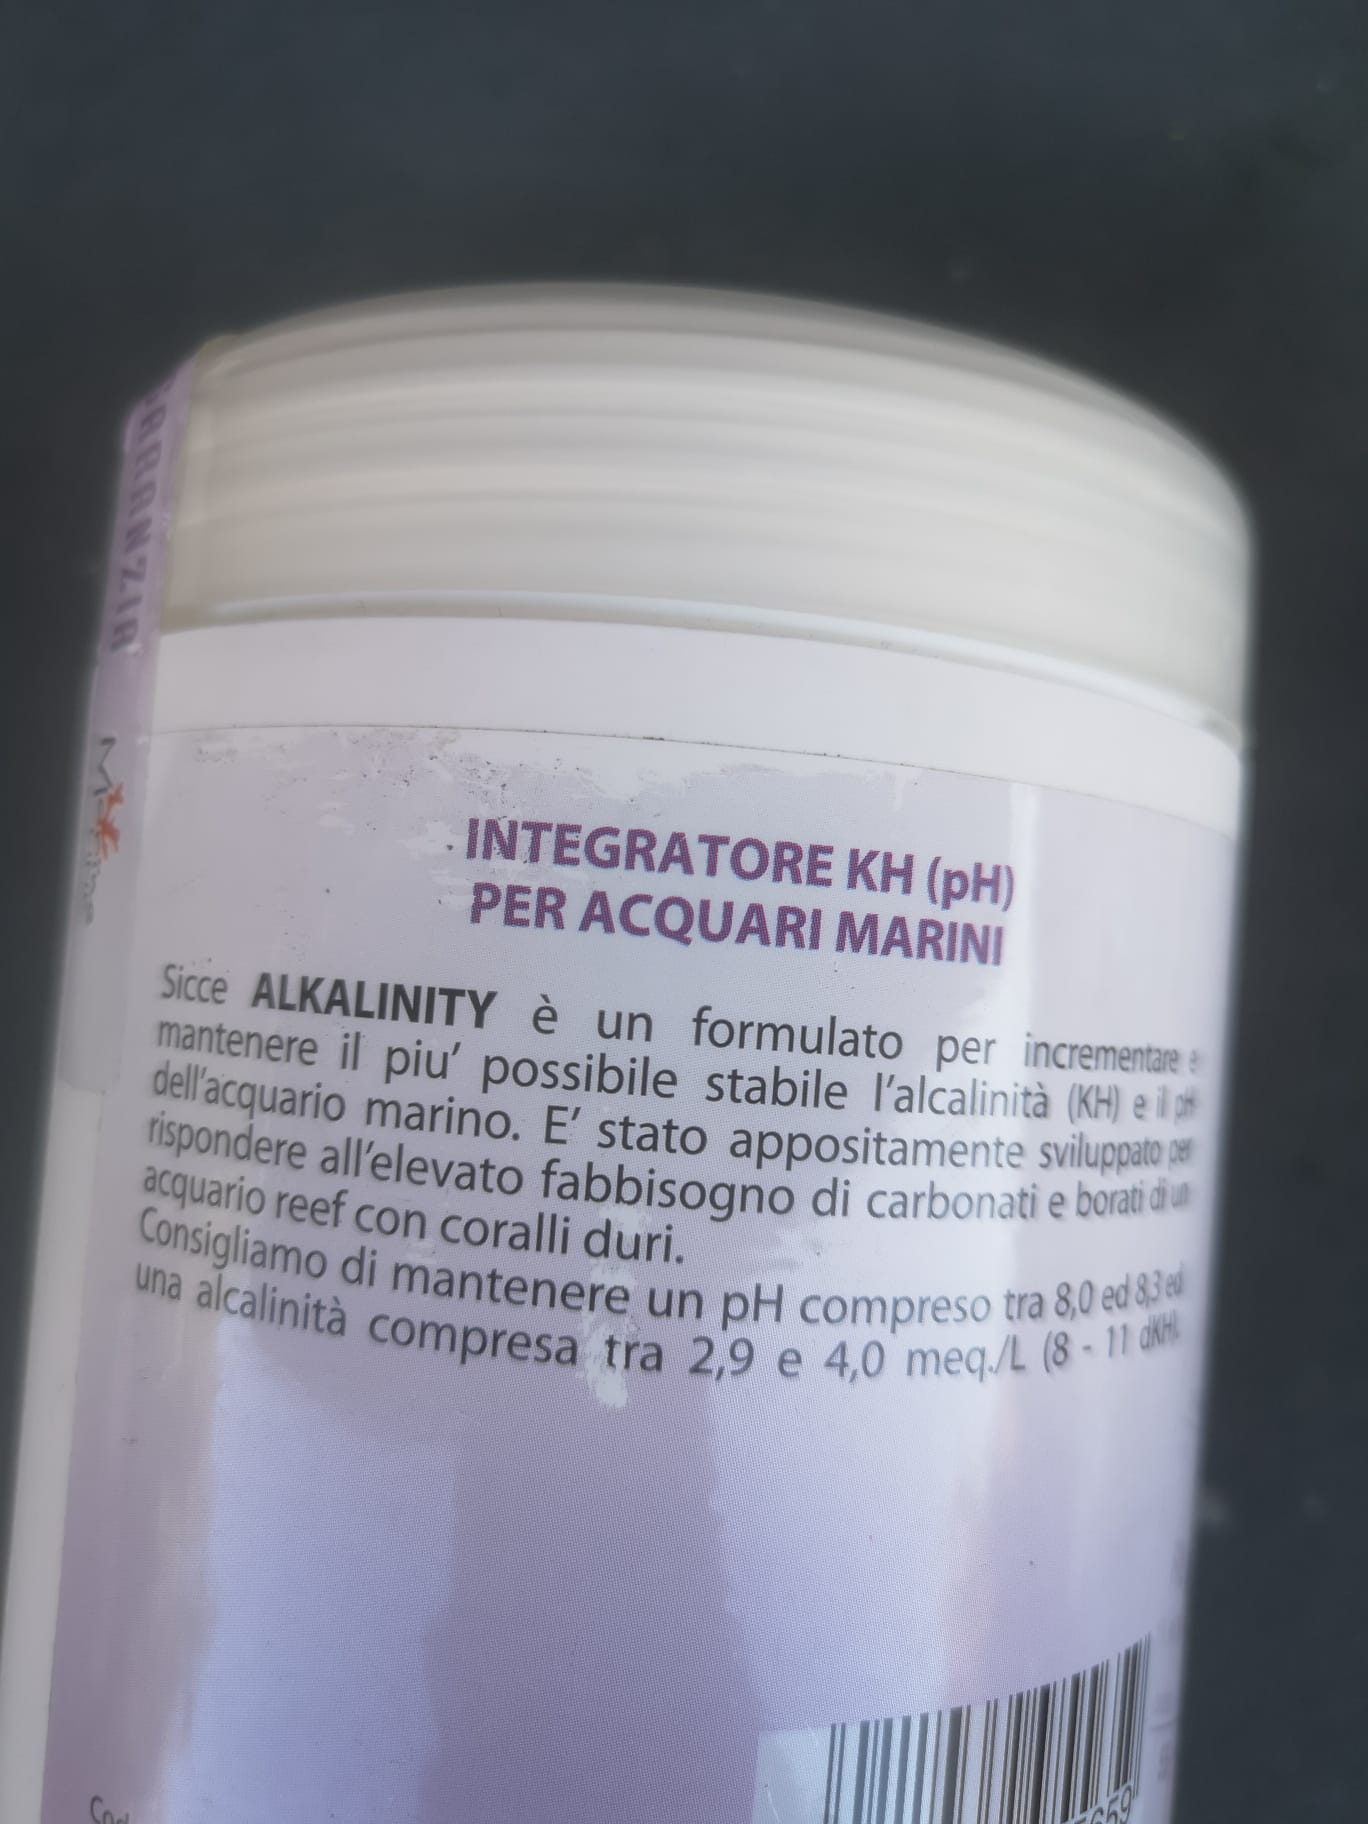 GARANZIA
INTEGRATORE KH (pH)
PER ACQUARI MARINI
Sicce ALKALINITY è un formulato per incrementare e
mantenere il piu' possibile stabile l'alcalinità (KH) e il pH
dell'acquario marino. E' stato appositamente sviluppato per
rispondere all'elevato fabbisogno di carbonati e borati di un
acquario reef con coralli duri.
Consigliamo di mantenere un pH compreso tra 8,0 ed 8,3 ed
una alcalinità compresa tra 2,9 e 4,0 meq./L (8 - 11 dKH).